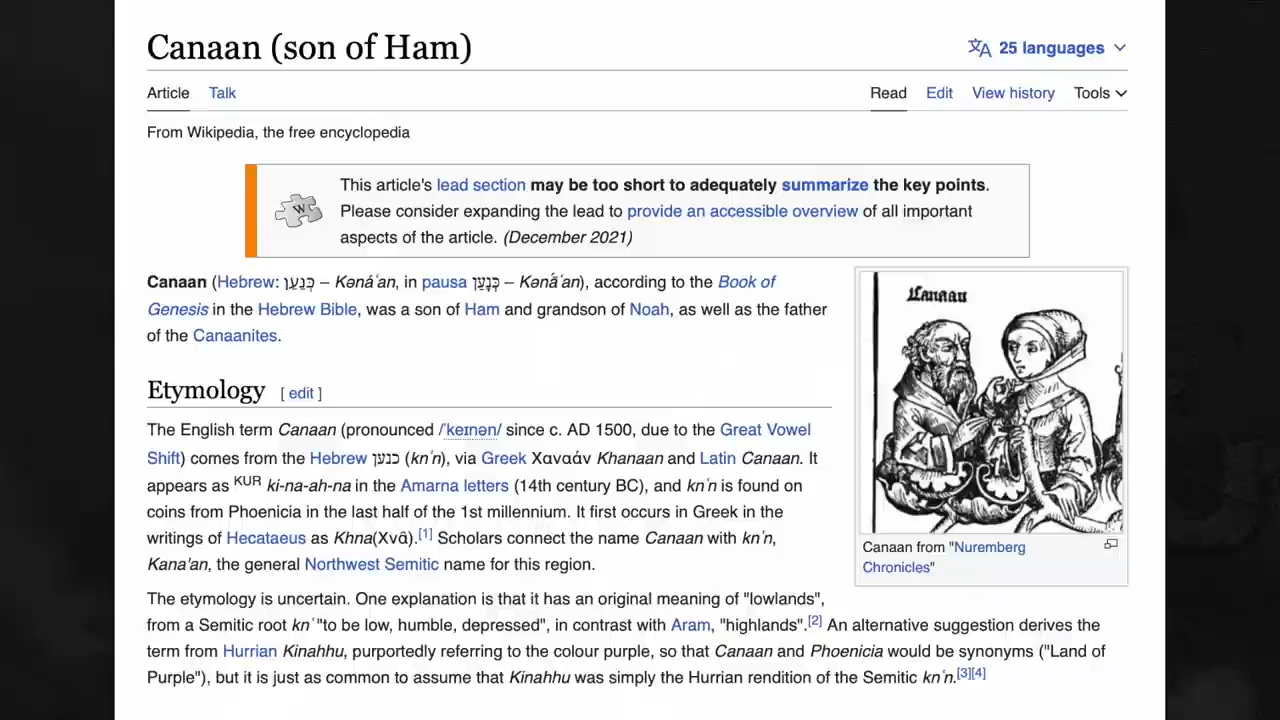 Canaan (son of Ham)
25 languages
Article Talk
Read Edit View history Tools
From Wikipedia, the free encyclopedia
This article's lead section may be too short to adequately summarize the key points.
Please consider expanding the lead to provide an accessible overview of all important
aspects of the article. (December 2021)
Canaan (Hebrew: כְּנַעַן – Kənáʿan, in pausa כְּנָעַן – Kənā́ʿan), according to the Book of
Genesis in the Hebrew Bible, was a son of Ham and grandson of Noah, as well as the father
of the Canaanites.
Canaan
Canaan from "Nuremberg
Chronicles"
Etymology [ edit ]
The English term Canaan (pronounced /ˈkeɪnən/ since c. AD 1500, due to the Great Vowel
Shift) comes from the Hebrew כנען (knʿn), via Greek Χαναάν Khanaan and Latin Canaan. It
appears as KUR ki-na-ah-na in the Amarna letters (14th century BC), and knʿn is found on
coins from Phoenicia in the last half of the 1st millennium. It first occurs in Greek in the
writings of Hecataeus as Khna(Χνᾶ).[1] Scholars connect the name Canaan with knʿn,
Kana'an, the general Northwest Semitic name for this region.
The etymology is uncertain. One explanation is that it has an original meaning of "lowlands",
from a Semitic root knʿ "to be low, humble, depressed", in contrast with Aram, "highlands".[2] An alternative suggestion derives the
term from Hurrian Kinahhu, purportedly referring to the colour purple, so that Canaan and Phoenicia would be synonyms ("Land of
Purple"), but it is just as common to assume that Kinahhu was simply the Hurrian rendition of the Semitic knʿn.[3][4]